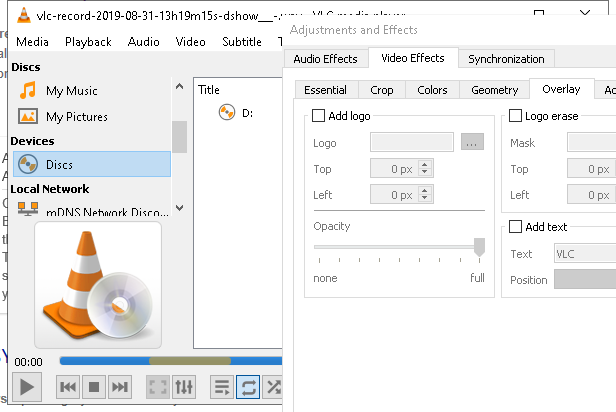 vlc-record-2019-08-31-13h19m15s-dshow___-.wav - VLC media player
Adjustments and Effects
Media Playback Audio Video Subtitle T
Audio Effects Video Effects Synchronization
Essential Crop Colors Geometry Overlay
Discs
My Music
My Pictures
Devices
Discs
Local Network
mDNS Network Disco...
Title
D:
Add logo
Logo ...
Top 0 px
Left 0 px
Opacity
none full
Logo erase
Mask
Top 0 px
Left 0 px
Add text
Text VLC
Position
00:00